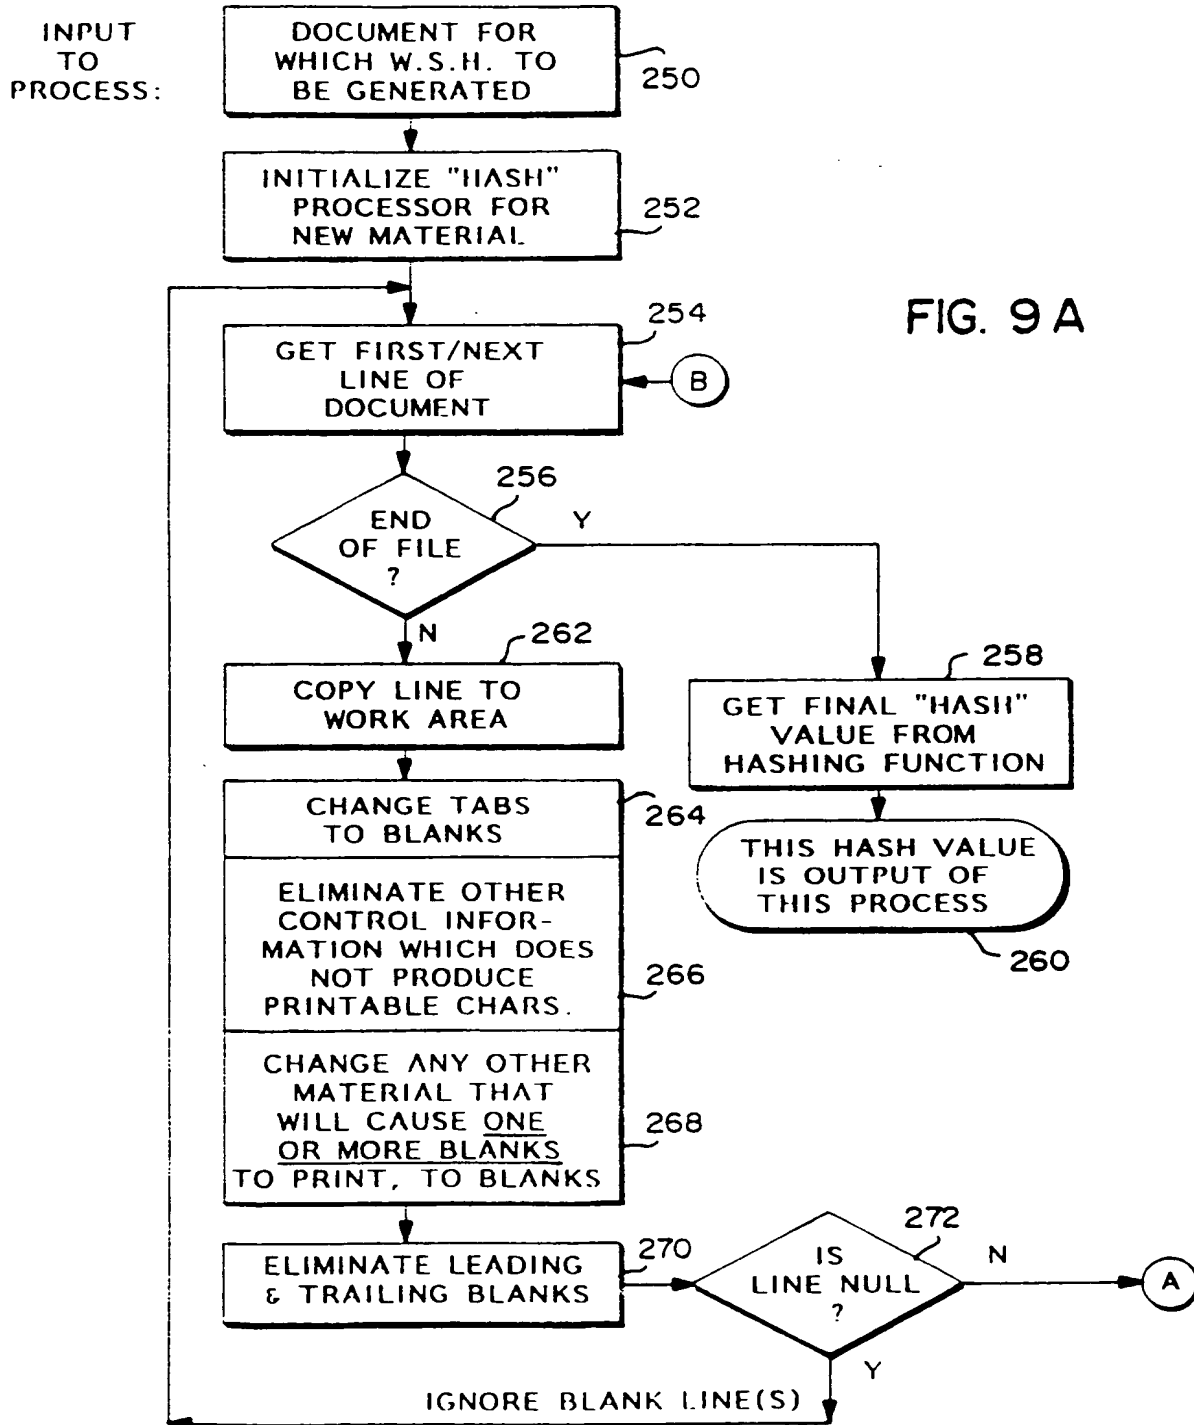 INPUT
TO
PROCESS:
DOCUMENT FOR
WHICH W.S.H. TO
BE GENERATED
250
INITIALIZE "HASH"
PROCESSOR FOR
NEW MATERIAL
252
FIG. 9A
254
GET FIRST/NEXT
LINE OF
DOCUMENT
B
256
END
OF FILE
?
Y
N
262
COPY LINE TO
WORK AREA
258
GET FINAL "HASH"
VALUE FROM
HASHING FUNCTION
CHANGE TABS
TO BLANKS
264
THIS HASH VALUE
IS OUTPUT OF
THIS PROCESS
260
ELIMINATE OTHER
CONTROL INFOR-
MATION WHICH DOES
NOT PRODUCE
PRINTABLE CHARS.
266
CHANGE ANY OTHER
MATERIAL THAT
WILL CAUSE ONE
OR MORE BLANKS
TO PRINT, TO BLANKS
268
ELIMINATE LEADING
& TRAILING BLANKS
270
272
IS
LINE NULL
?
N
A
Y
IGNORE BLANK LINE(S)